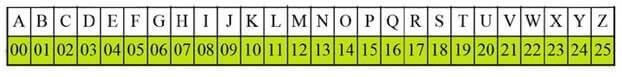 A B C D E F G H I J K L M N O P Q R S T U V W X Y Z
00 01 02 03 04 05 06 07 08 09 10 11 12 13 14 15 16 17 18 19 20 21 22 23 24 25